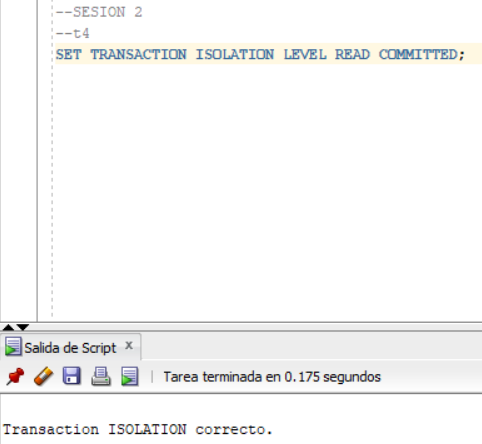 --SESION 2
--t4
SET TRANSACTION ISOLATION LEVEL READ COMMITTED;
Salida de Script x
Tarea terminada en 0.175 segundos
Transaction ISOLATION correcto.